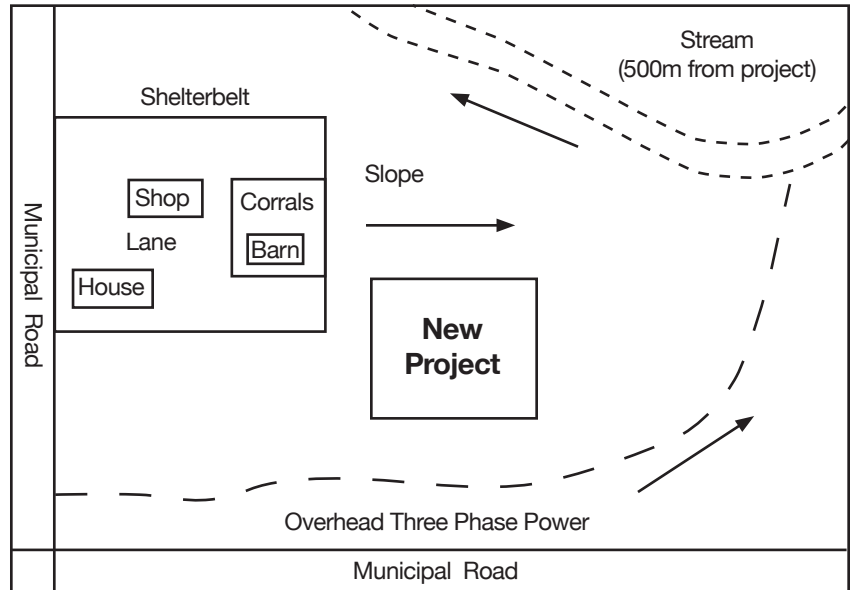 Stream
(500m from project)
Shelterbelt
Slope
Shop
Corrals
Lane
Barn
House
Municipal Road
New
Project
Overhead Three Phase Power
Municipal Road